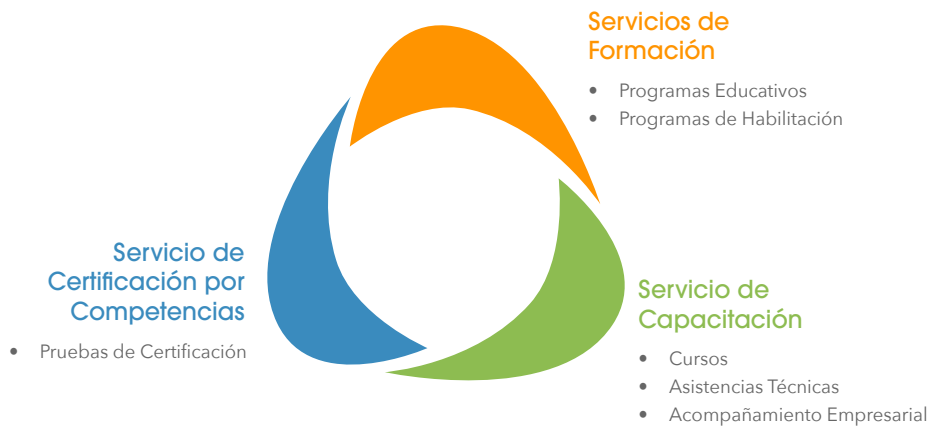 Servicios de
Formación
• Programas Educativos
• Programas de Habilitación
Servicio de
Certificación por
Competencias
• Pruebas de Certificación
Servicio de
Capacitación
• Cursos
• Asistencias Técnicas
• Acompañamiento Empresarial